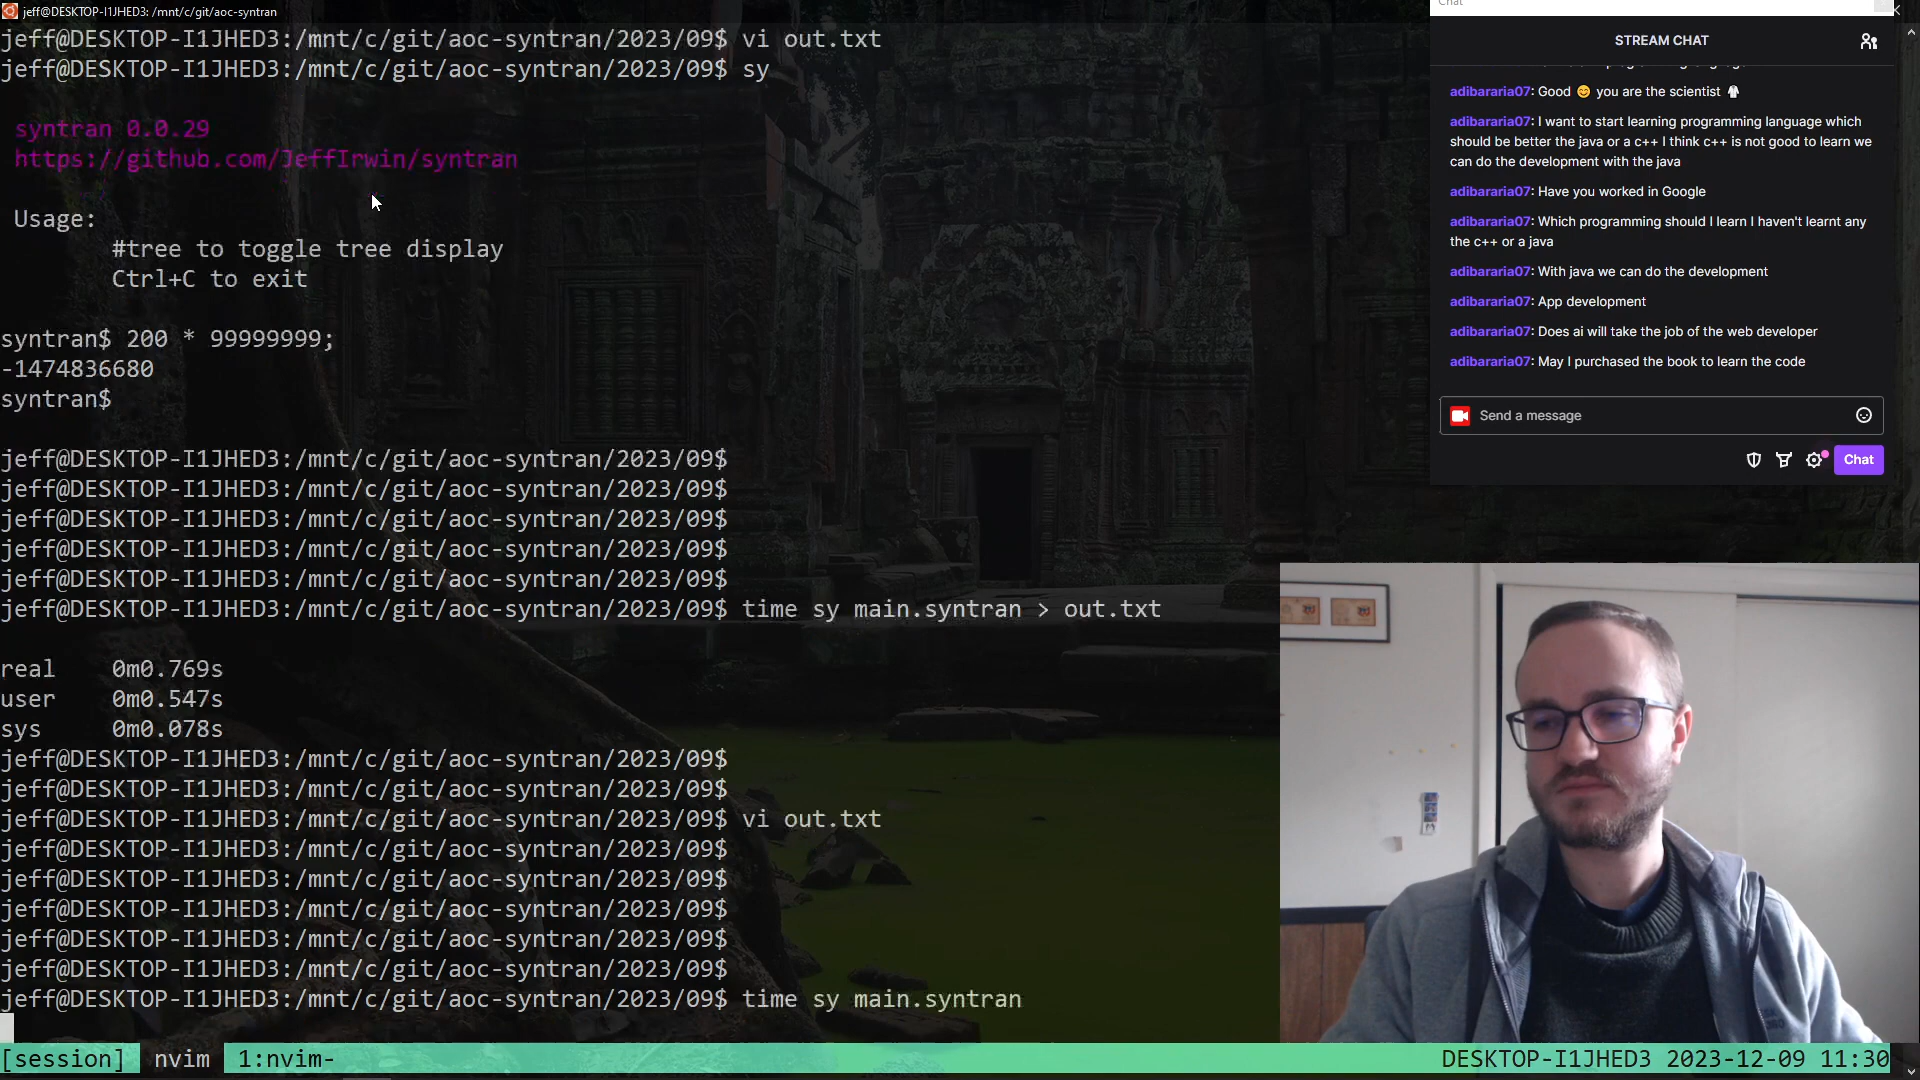 jeff@DESKTOP-I1JHED3: /mnt/c/git/aoc-syntran
jeff@DESKTOP-I1JHED3:/mnt/c/git/aoc-syntran/2023/09$ vi out.txt
jeff@DESKTOP-I1JHED3:/mnt/c/git/aoc-syntran/2023/09$ sy
syntran 0.0.29
https://github.com/JeffIrwin/syntran
Usage:
#tree to toggle tree display
Ctrl+C to exit
syntran$ 200 * 99999999;
-1474836680
syntran$
jeff@DESKTOP-I1JHED3:/mnt/c/git/aoc-syntran/2023/09$
jeff@DESKTOP-I1JHED3:/mnt/c/git/aoc-syntran/2023/09$
jeff@DESKTOP-I1JHED3:/mnt/c/git/aoc-syntran/2023/09$
jeff@DESKTOP-I1JHED3:/mnt/c/git/aoc-syntran/2023/09$
jeff@DESKTOP-I1JHED3:/mnt/c/git/aoc-syntran/2023/09$
jeff@DESKTOP-I1JHED3:/mnt/c/git/aoc-syntran/2023/09$ time sy main.syntran > out.txt
real 0m0.769s
user 0m0.547s
sys 0m0.078s
jeff@DESKTOP-I1JHED3:/mnt/c/git/aoc-syntran/2023/09$
jeff@DESKTOP-I1JHED3:/mnt/c/git/aoc-syntran/2023/09$
jeff@DESKTOP-I1JHED3:/mnt/c/git/aoc-syntran/2023/09$ vi out.txt
jeff@DESKTOP-I1JHED3:/mnt/c/git/aoc-syntran/2023/09$
jeff@DESKTOP-I1JHED3:/mnt/c/git/aoc-syntran/2023/09$
jeff@DESKTOP-I1JHED3:/mnt/c/git/aoc-syntran/2023/09$
jeff@DESKTOP-I1JHED3:/mnt/c/git/aoc-syntran/2023/09$
jeff@DESKTOP-I1JHED3:/mnt/c/git/aoc-syntran/2023/09$
jeff@DESKTOP-I1JHED3:/mnt/c/git/aoc-syntran/2023/09$ time sy main.syntran
[session] nvim 1:nvim- DESKTOP-I1JHED3 2023-12-09 11:30
Chat
STREAM CHAT
adibararia07: Good 😊 you are the scientist 🥼
adibararia07: I want to start learning programming language which
should be better the java or a c++ I think c++ is not good to learn we
can do the development with the java
adibararia07: Have you worked in Google
adibararia07: Which programming should I learn I haven't learnt any
the c++ or a java
adibararia07: With java we can do the development
adibararia07: App development
adibararia07: Does ai will take the job of the web developer
adibararia07: May I purchased the book to learn the code
Send a message
Chat